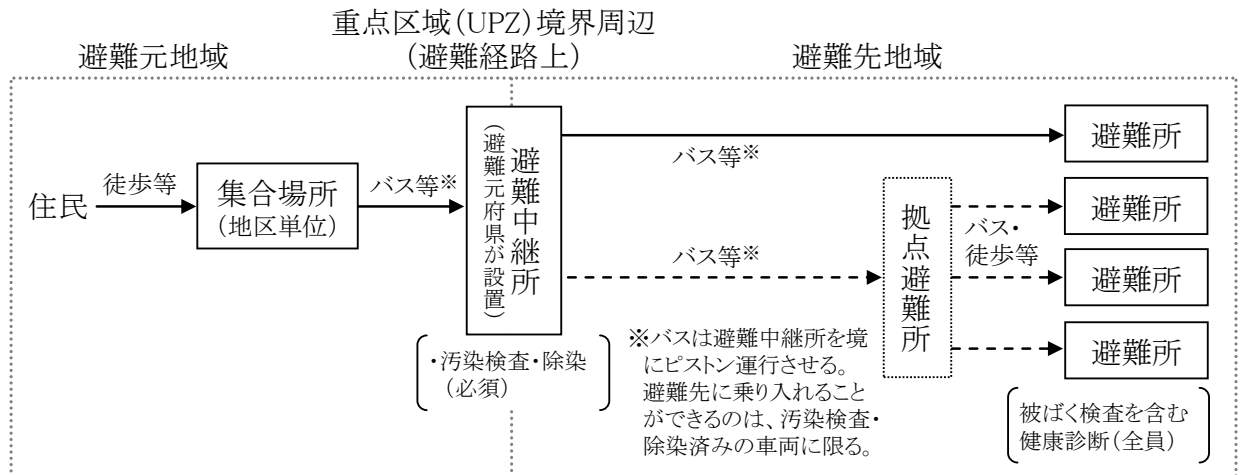 重点区域(UPZ)境界周辺
(避難経路上)
避難元地域
避難先地域
住民
徒歩等
集合場所
(地区単位)
バス等※
避難中継所
(避難元府県が設置)
バス等※
バス等※
拠点避難所
バス・
徒歩等
避難所
避難所
避難所
避難所
・汚染検査・除染
(必須)
※バスは避難中継所を境
にピストン運行させる。
避難先に乗り入れること
ができるのは、汚染検査・
除染済みの車両に限る。
被ばく検査を含む
健康診断(全員)